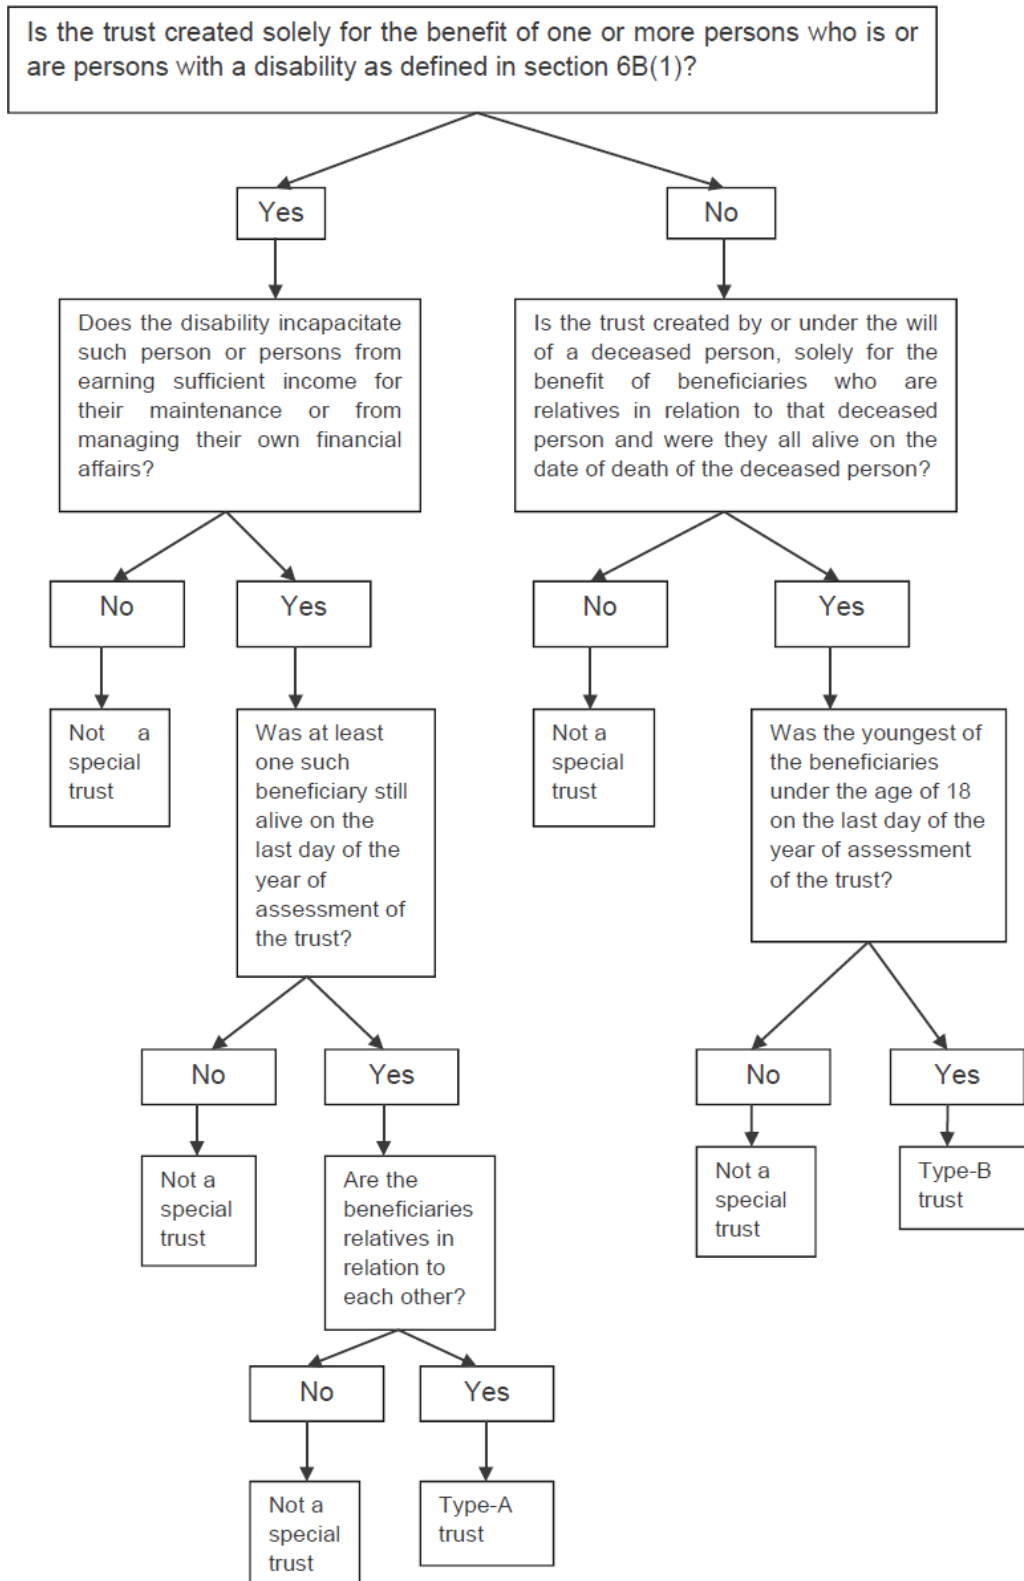 Is the trust created solely for the benefit of one or more persons who is or
are persons with a disability as defined in section 6B(1)?
Yes
No
Does the disability incapacitate
such person or persons from
earning sufficient income for
their maintenance or from
managing their own financial
affairs?
Is the trust created by or under the will
of a deceased person, solely for the
benefit of beneficiaries who are
relatives in relation to that deceased
person and were they all alive on the
date of death of the deceased person?
No
Yes
No
Yes
Not a
special
trust
Was at least
one such
beneficiary still
alive on the
last day of the
year of
assessment of
the trust?
Not a
special
trust
Was the youngest of
the beneficiaries
under the age of 18
on the last day of the
year of assessment
of the trust?
No
Yes
No
Yes
Not a
special
trust
Are the
beneficiaries
relatives in
relation to
each other?
Not a
special
trust
Type-B
trust
No
Yes
Not a
special
trust
Type-A
trust